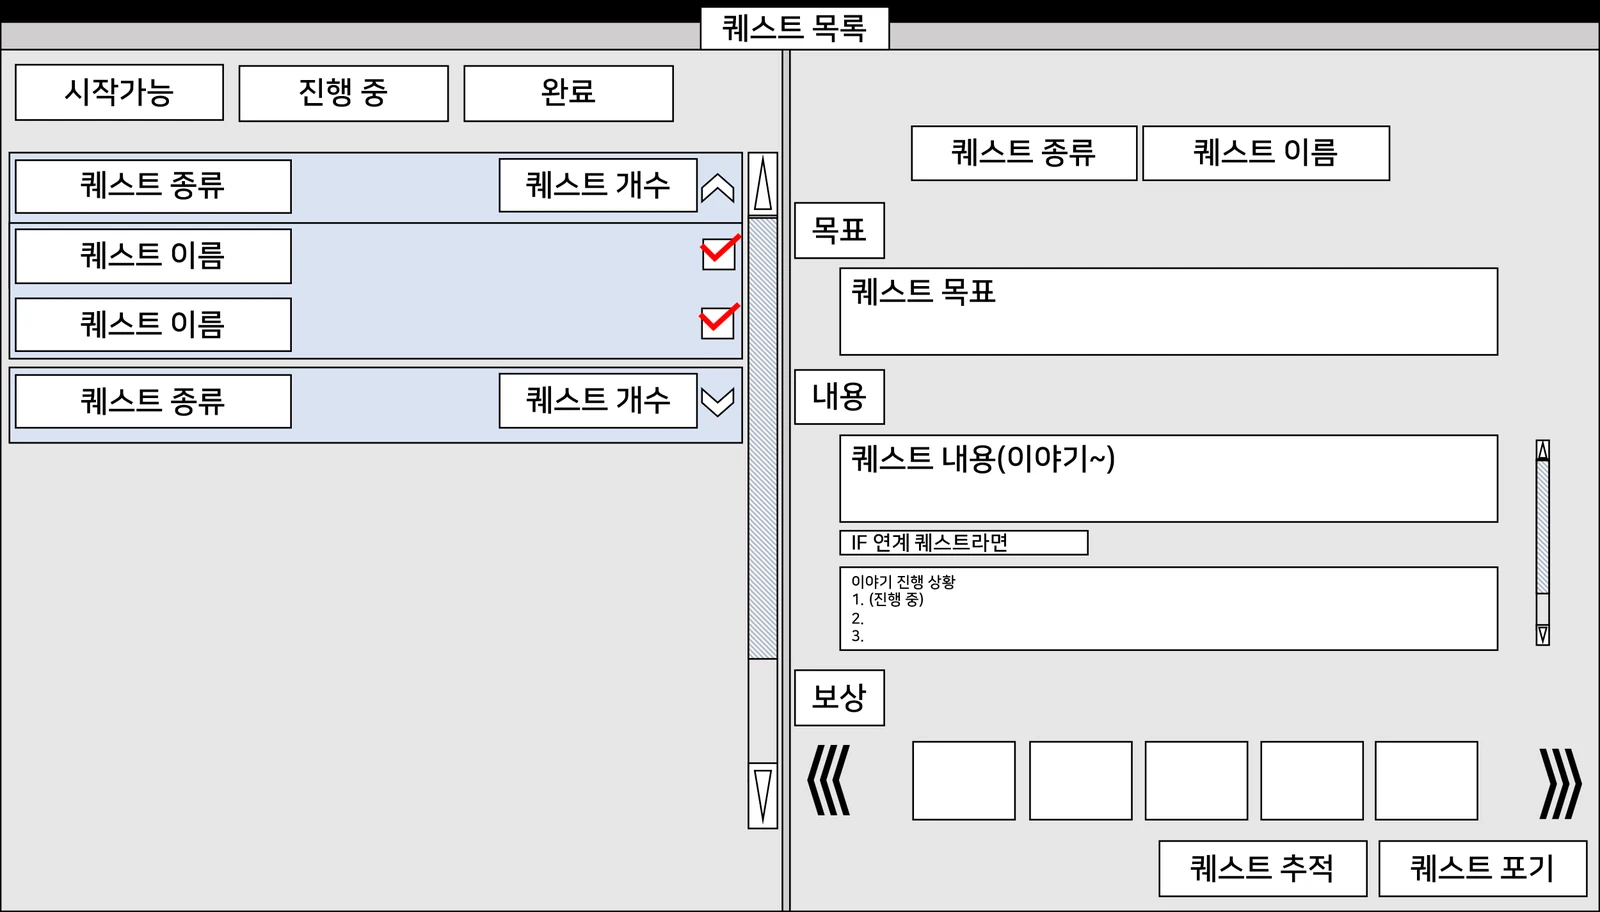 퀘스트 목록
시작가능
진행 중
완료
퀘스트 종류
퀘스트 개수
퀘스트 이름
퀘스트 이름
퀘스트 종류
퀘스트 개수
퀘스트 종류
퀘스트 이름
목표
퀘스트 목표
내용
퀘스트 내용(이야기~)
IF 연계 퀘스트라면
이야기 진행 상황
1. (진행 중)
2.
3.
보상
퀘스트 추적
퀘스트 포기